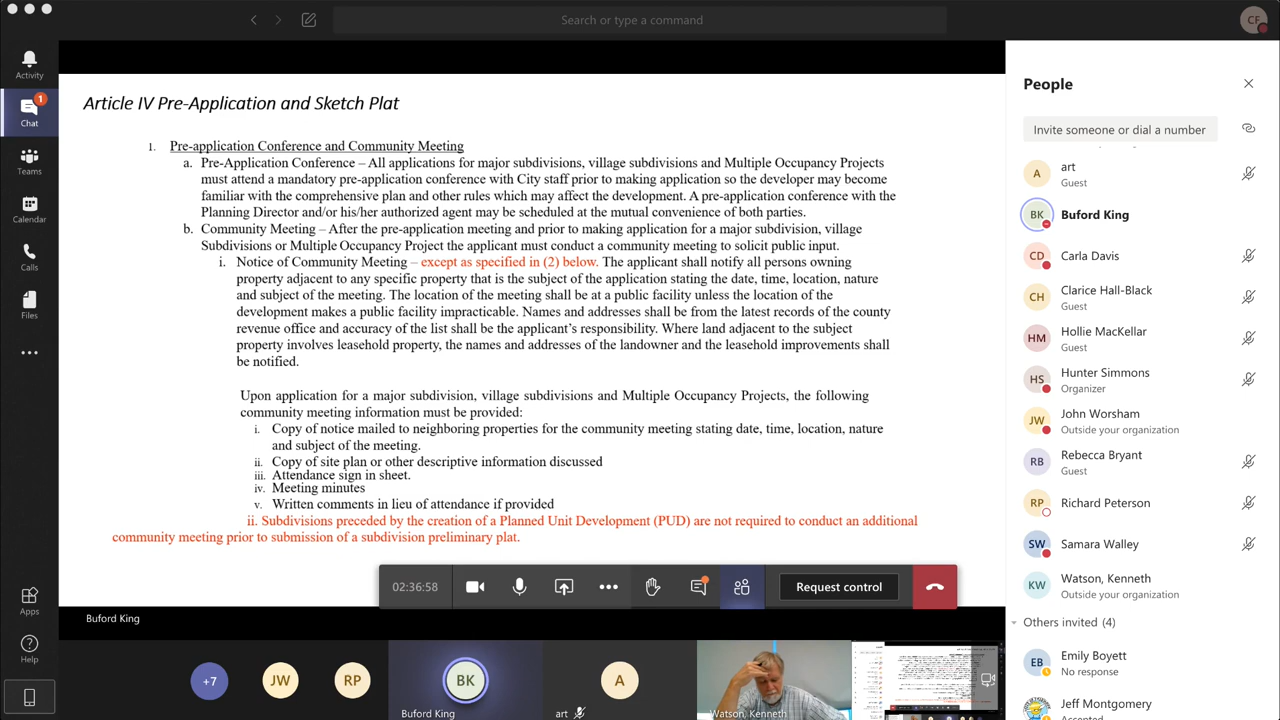 Search or type a command
CF
Activity
1
Chat
Teams
Calendar
Calls
Files
Apps
Help
Article IV Pre-Application and Sketch Plat
1. Pre-application Conference and Community Meeting
a. Pre-Application Conference – All applications for major subdivisions, village subdivisions and Multiple Occupancy Projects
must attend a mandatory pre-application conference with City staff prior to making application so the developer may become
familiar with the comprehensive plan and other rules which may affect the development. A pre-application conference with the
Planning Director and/or his/her authorized agent may be scheduled at the mutual convenience of both parties.
b. Community Meeting – After the pre-application meeting and prior to making application for a major subdivision, village
Subdivisions or Multiple Occupancy Project the applicant must conduct a community meeting to solicit public input.
i. Notice of Community Meeting – except as specified in (2) below. The applicant shall notify all persons owning
property adjacent to any specific property that is the subject of the application stating the date, time, location, nature
and subject of the meeting. The location of the meeting shall be at a public facility unless the location of the
development makes a public facility impracticable. Names and addresses shall be from the latest records of the county
revenue office and accuracy of the list shall be the applicant's responsibility. Where land adjacent to the subject
property involves leasehold property, the names and addresses of the landowner and the leasehold improvements shall
be notified.
Upon application for a major subdivision, village subdivisions and Multiple Occupancy Projects, the following
community meeting information must be provided:
i. Copy of notice mailed to neighboring properties for the community meeting stating date, time, location, nature
and subject of the meeting.
ii. Copy of site plan or other descriptive information discussed
iii. Attendance sign in sheet.
iv. Meeting minutes
v. Written comments in lieu of attendance if provided
ii. Subdivisions preceded by the creation of a Planned Unit Development (PUD) are not required to conduct an additional
community meeting prior to submission of a subdivision preliminary plat.
02:36:58
Request control
Buford King
W
RP
BK
Buford King
A
Watson, Kenneth
People
Invite someone or dial a number
A
art
Guest
BK
Buford King
CD
Carla Davis
CH
Clarice Hall-Black
Guest
HM
Hollie MacKellar
Guest
HS
Hunter Simmons
Organizer
JW
John Worsham
Outside your organization
RB
Rebecca Bryant
Guest
RP
Richard Peterson
SW
Samara Walley
KW
Watson, Kenneth
Outside your organization
Others invited (4)
EB
Emily Boyett
No response
Jeff Montgomery
Accepted